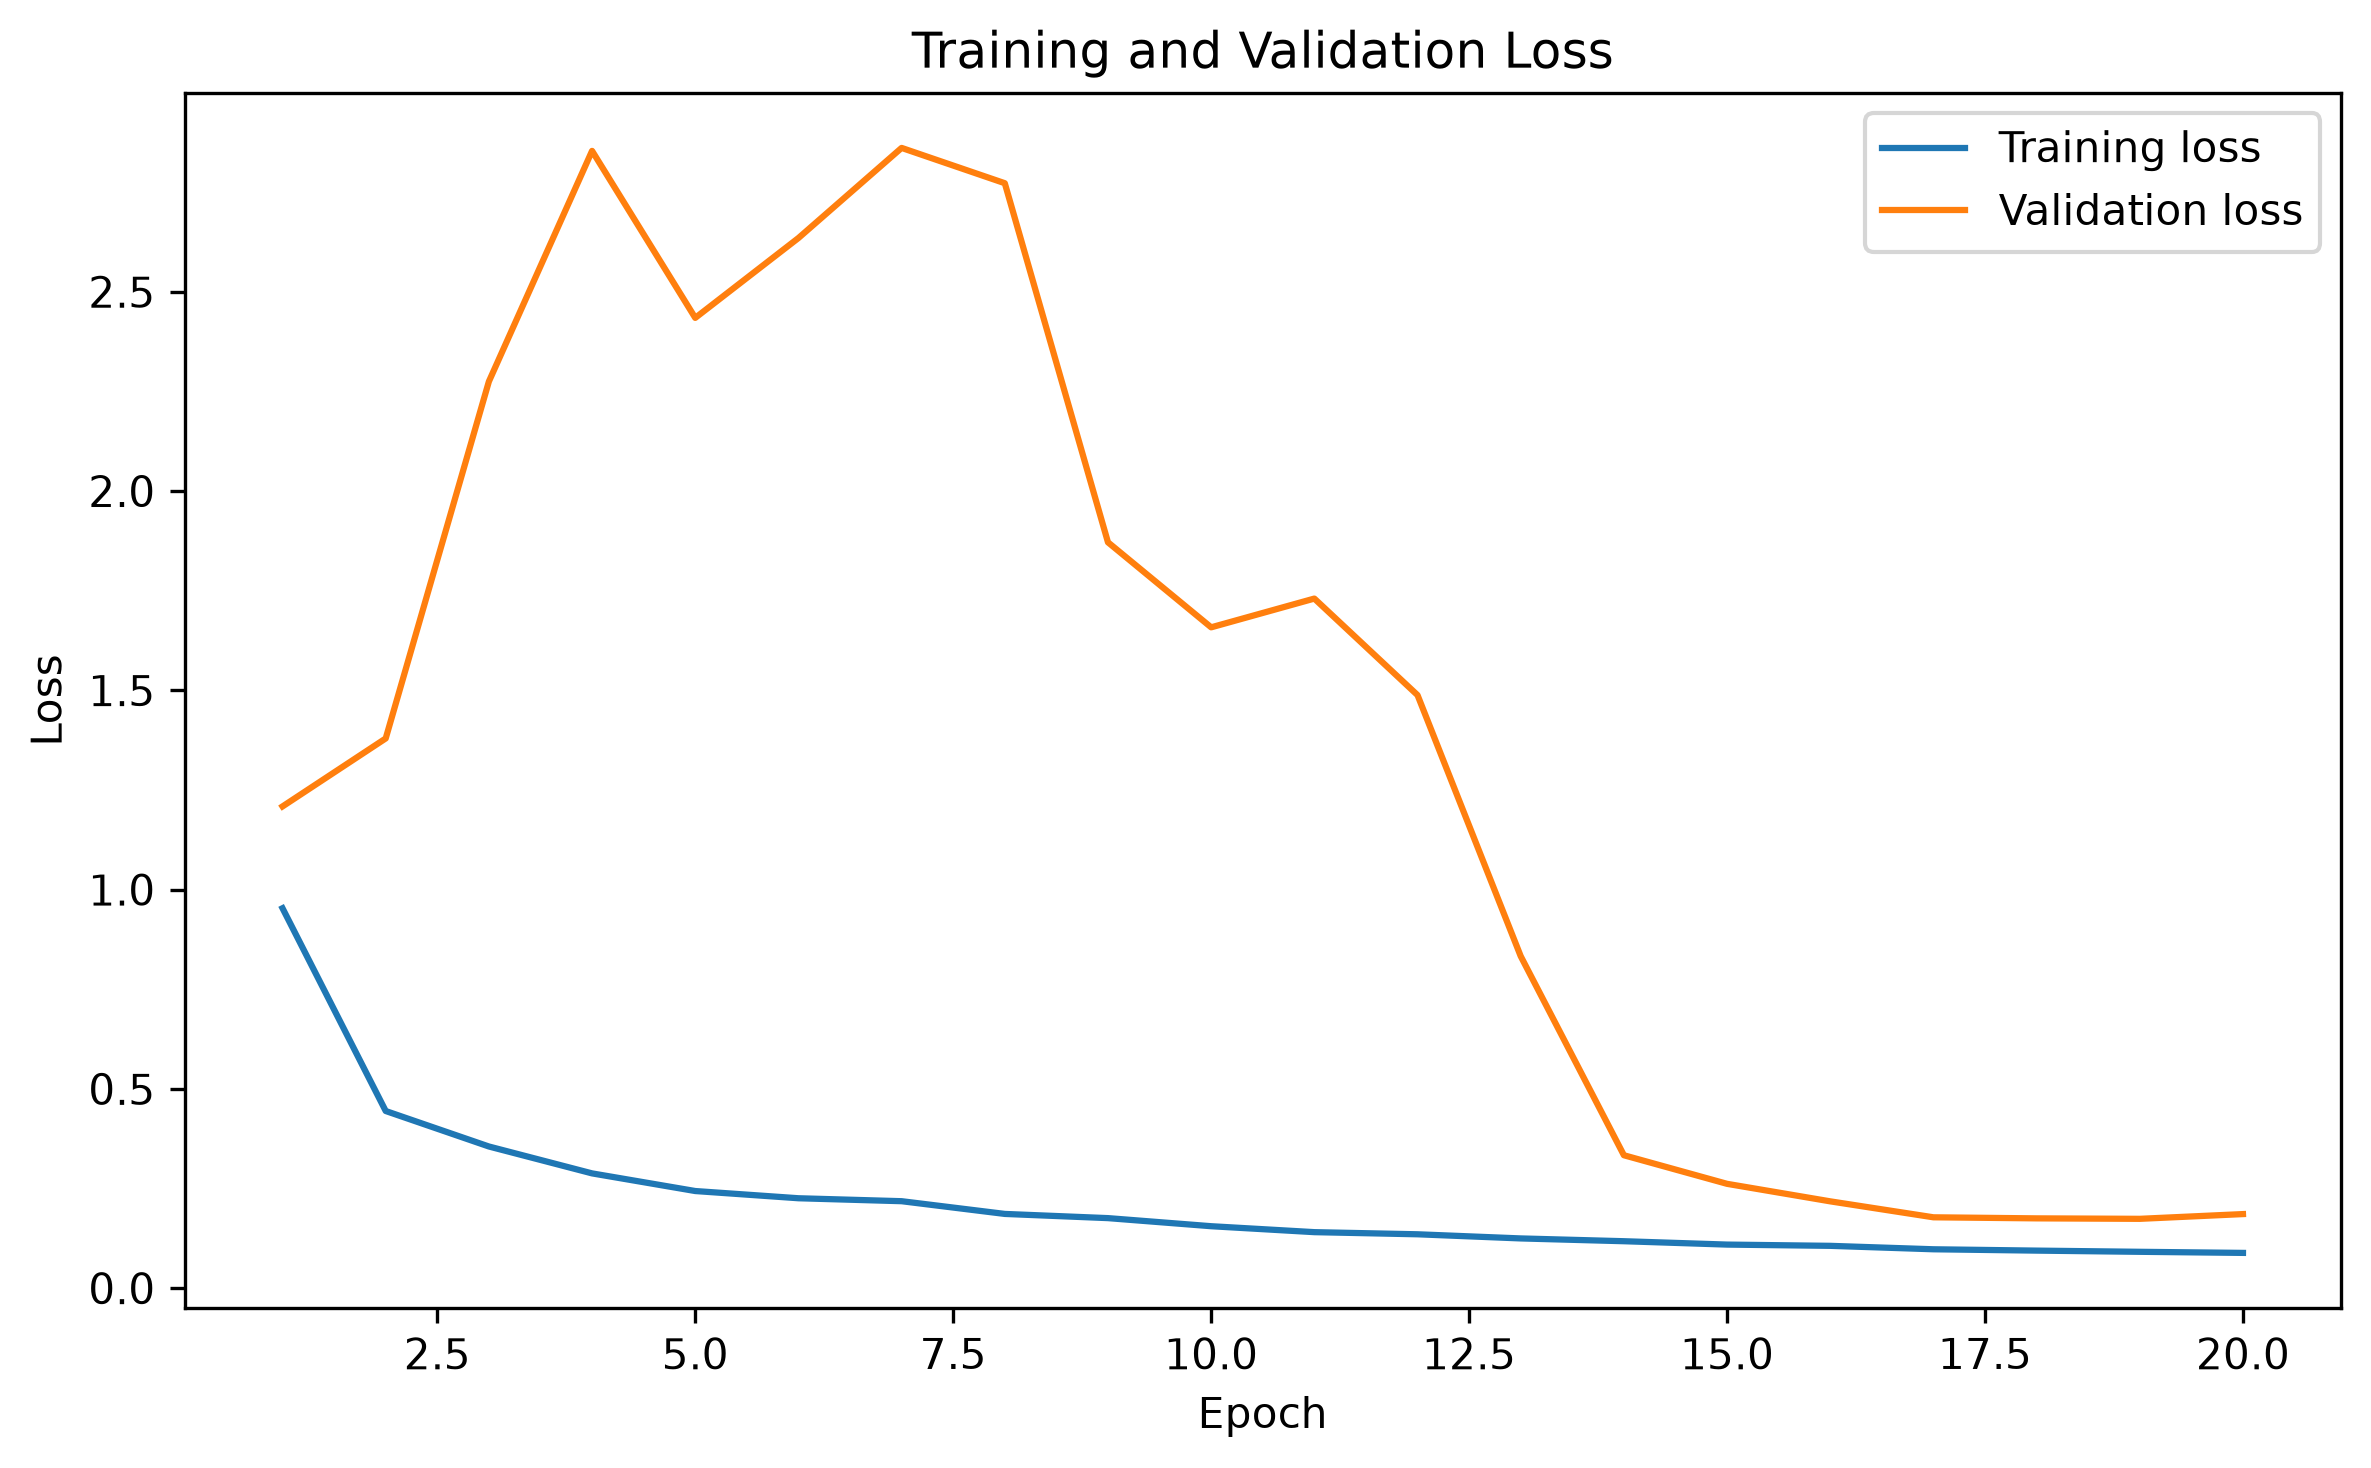 Training and Validation Loss
Training loss
Validation loss
Loss
2.5
2.0
1.5
1.0
0.5
0.0
2.5 5.0 7.5 10.0 12.5 15.0 17.5 20.0
Epoch